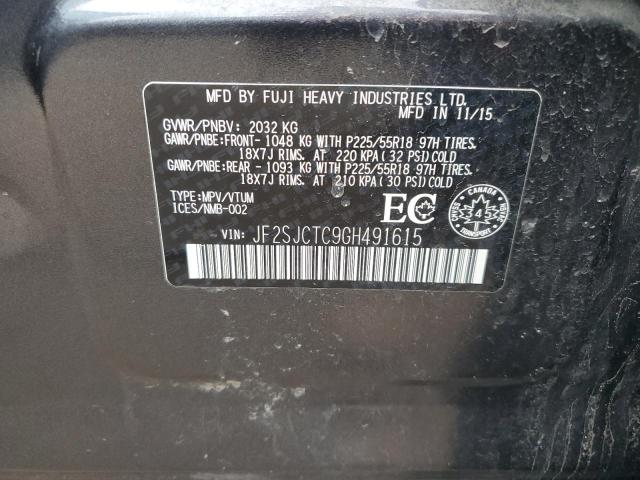 MFD BY FUJI HEAVY INDUSTRIES LTD.
MFD IN 11/15
GVWR/PNBV: 2032 KG
GAWR/PNBE:FRONT- 1048 KG WITH P225/55R18 97H TIRES.
18X7J RIMS. AT 220 KPA (32 PSI) COLD
GAWR/PNBE:REAR - 1093 KG WITH P225/55R18 97H TIRES.
18X7J RIMS. AT 210 KPA (30 PSI) COLD
TYPE:MPV/VTUM
ICES/NMB-002
EC
CANADA
345
TRANSPORT
VIN: JF2SJCTC9GH491615